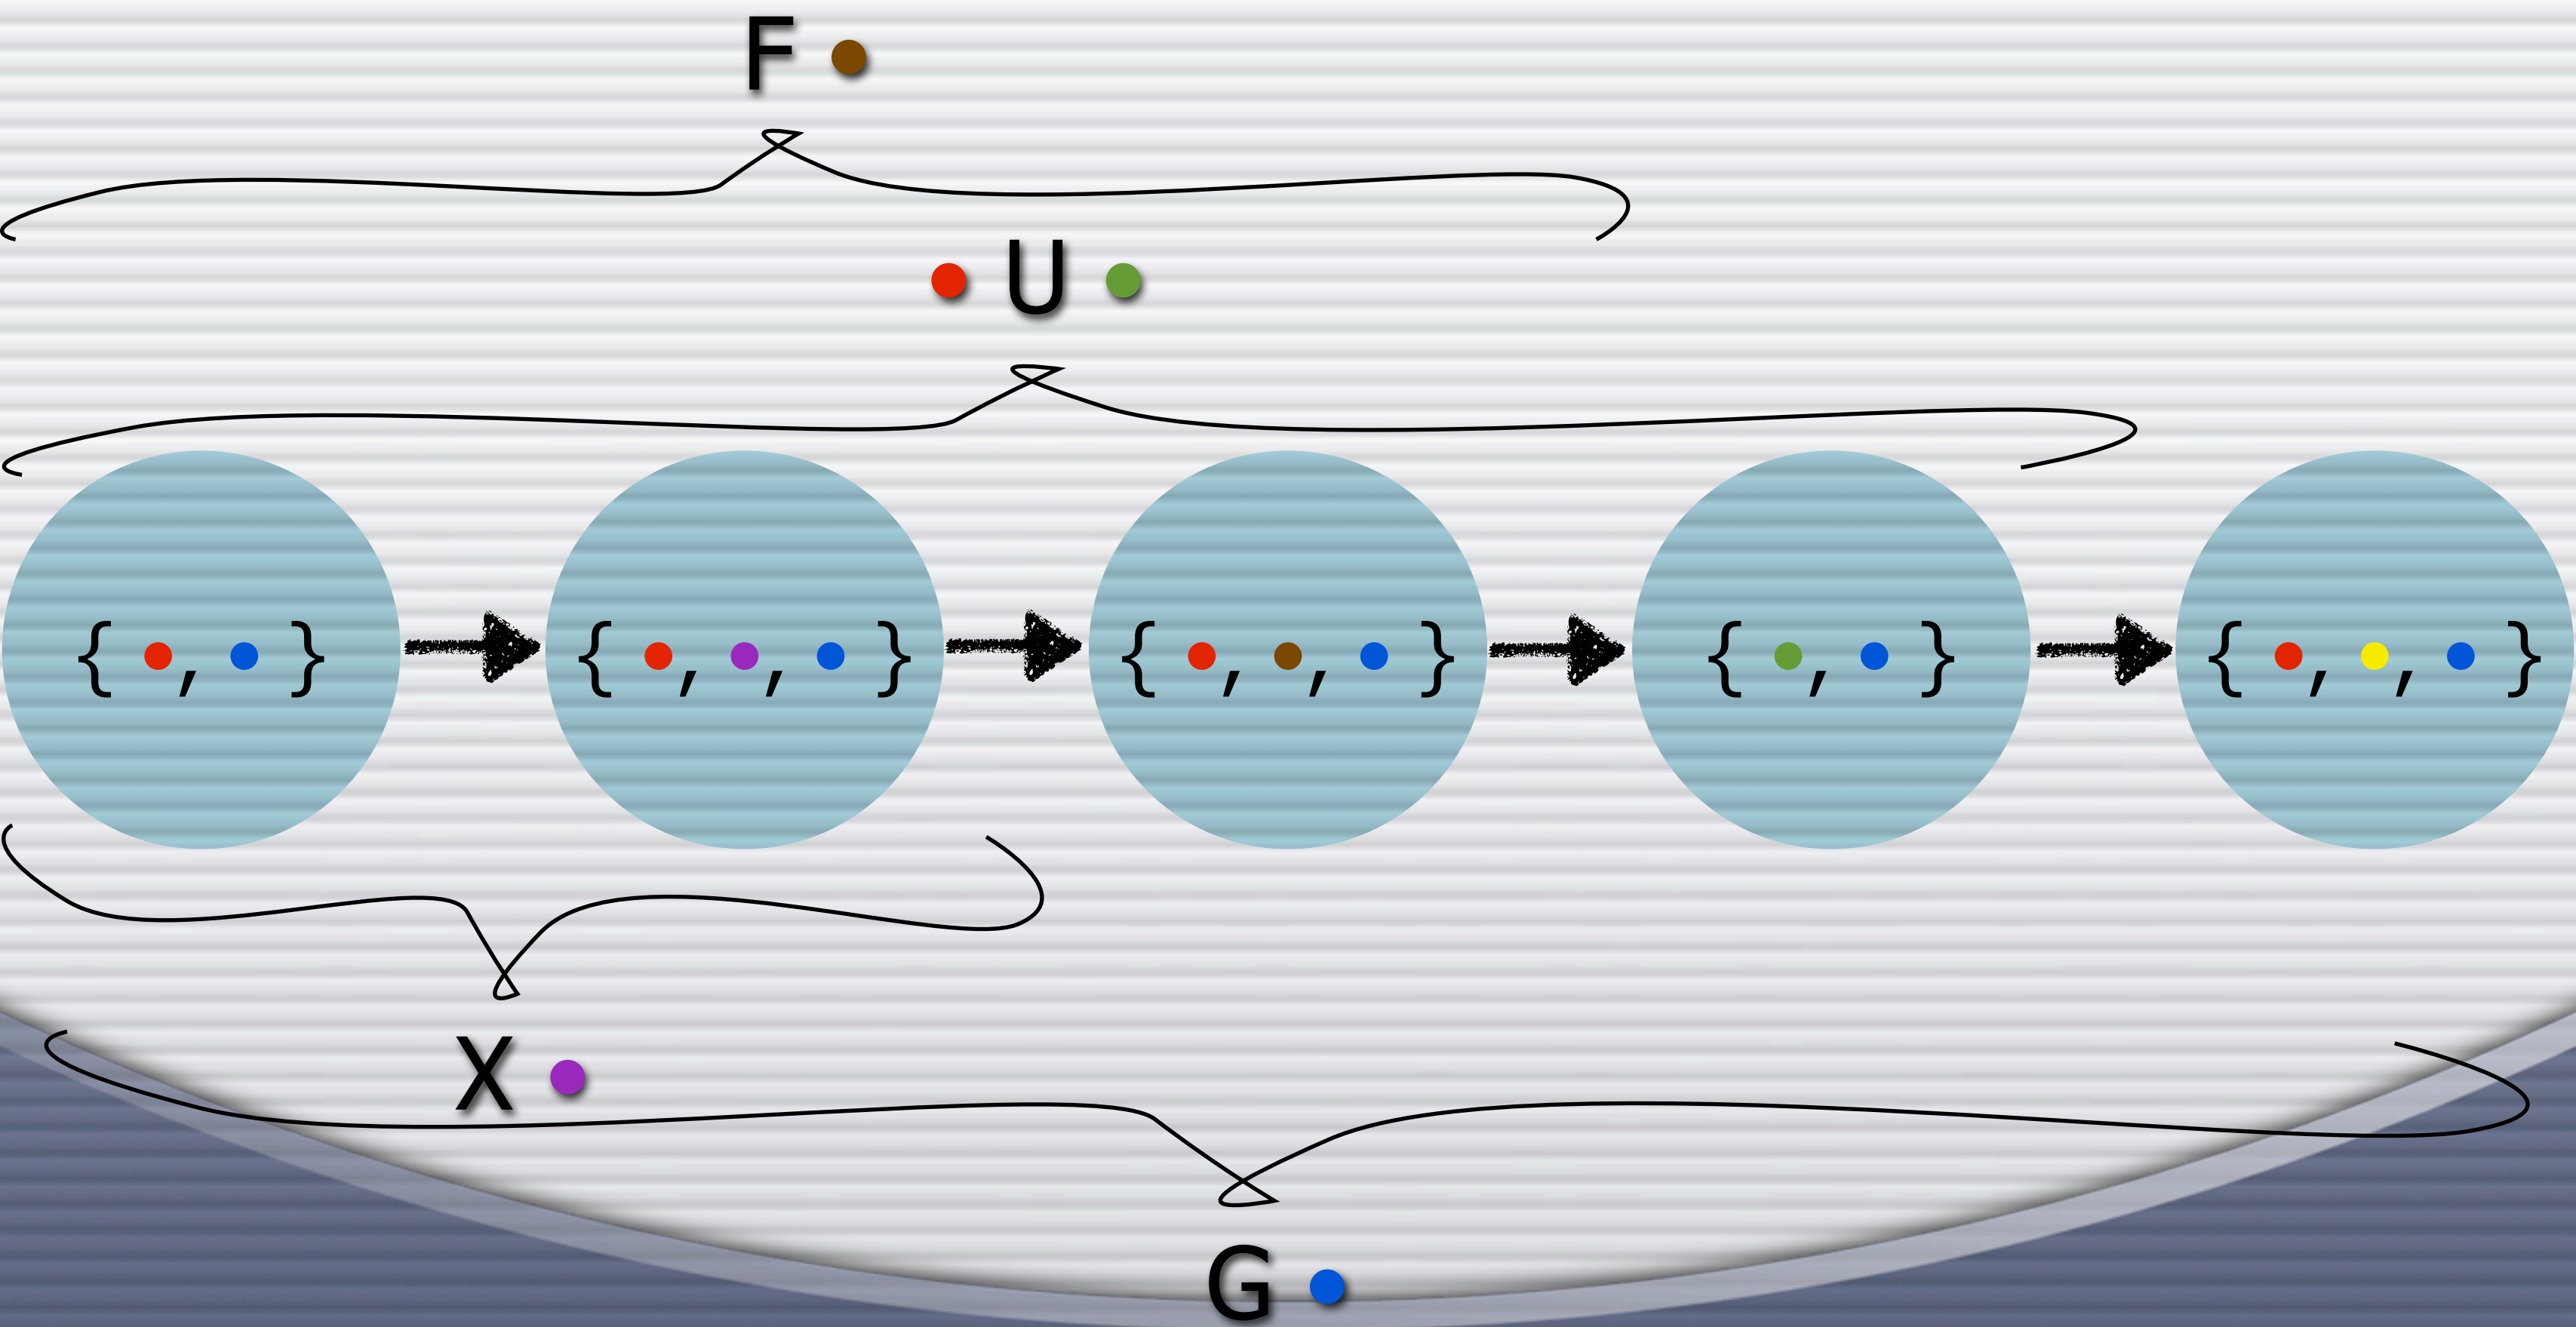 F
U
{ , } { , , } { , , } { , } { , , }
X
G